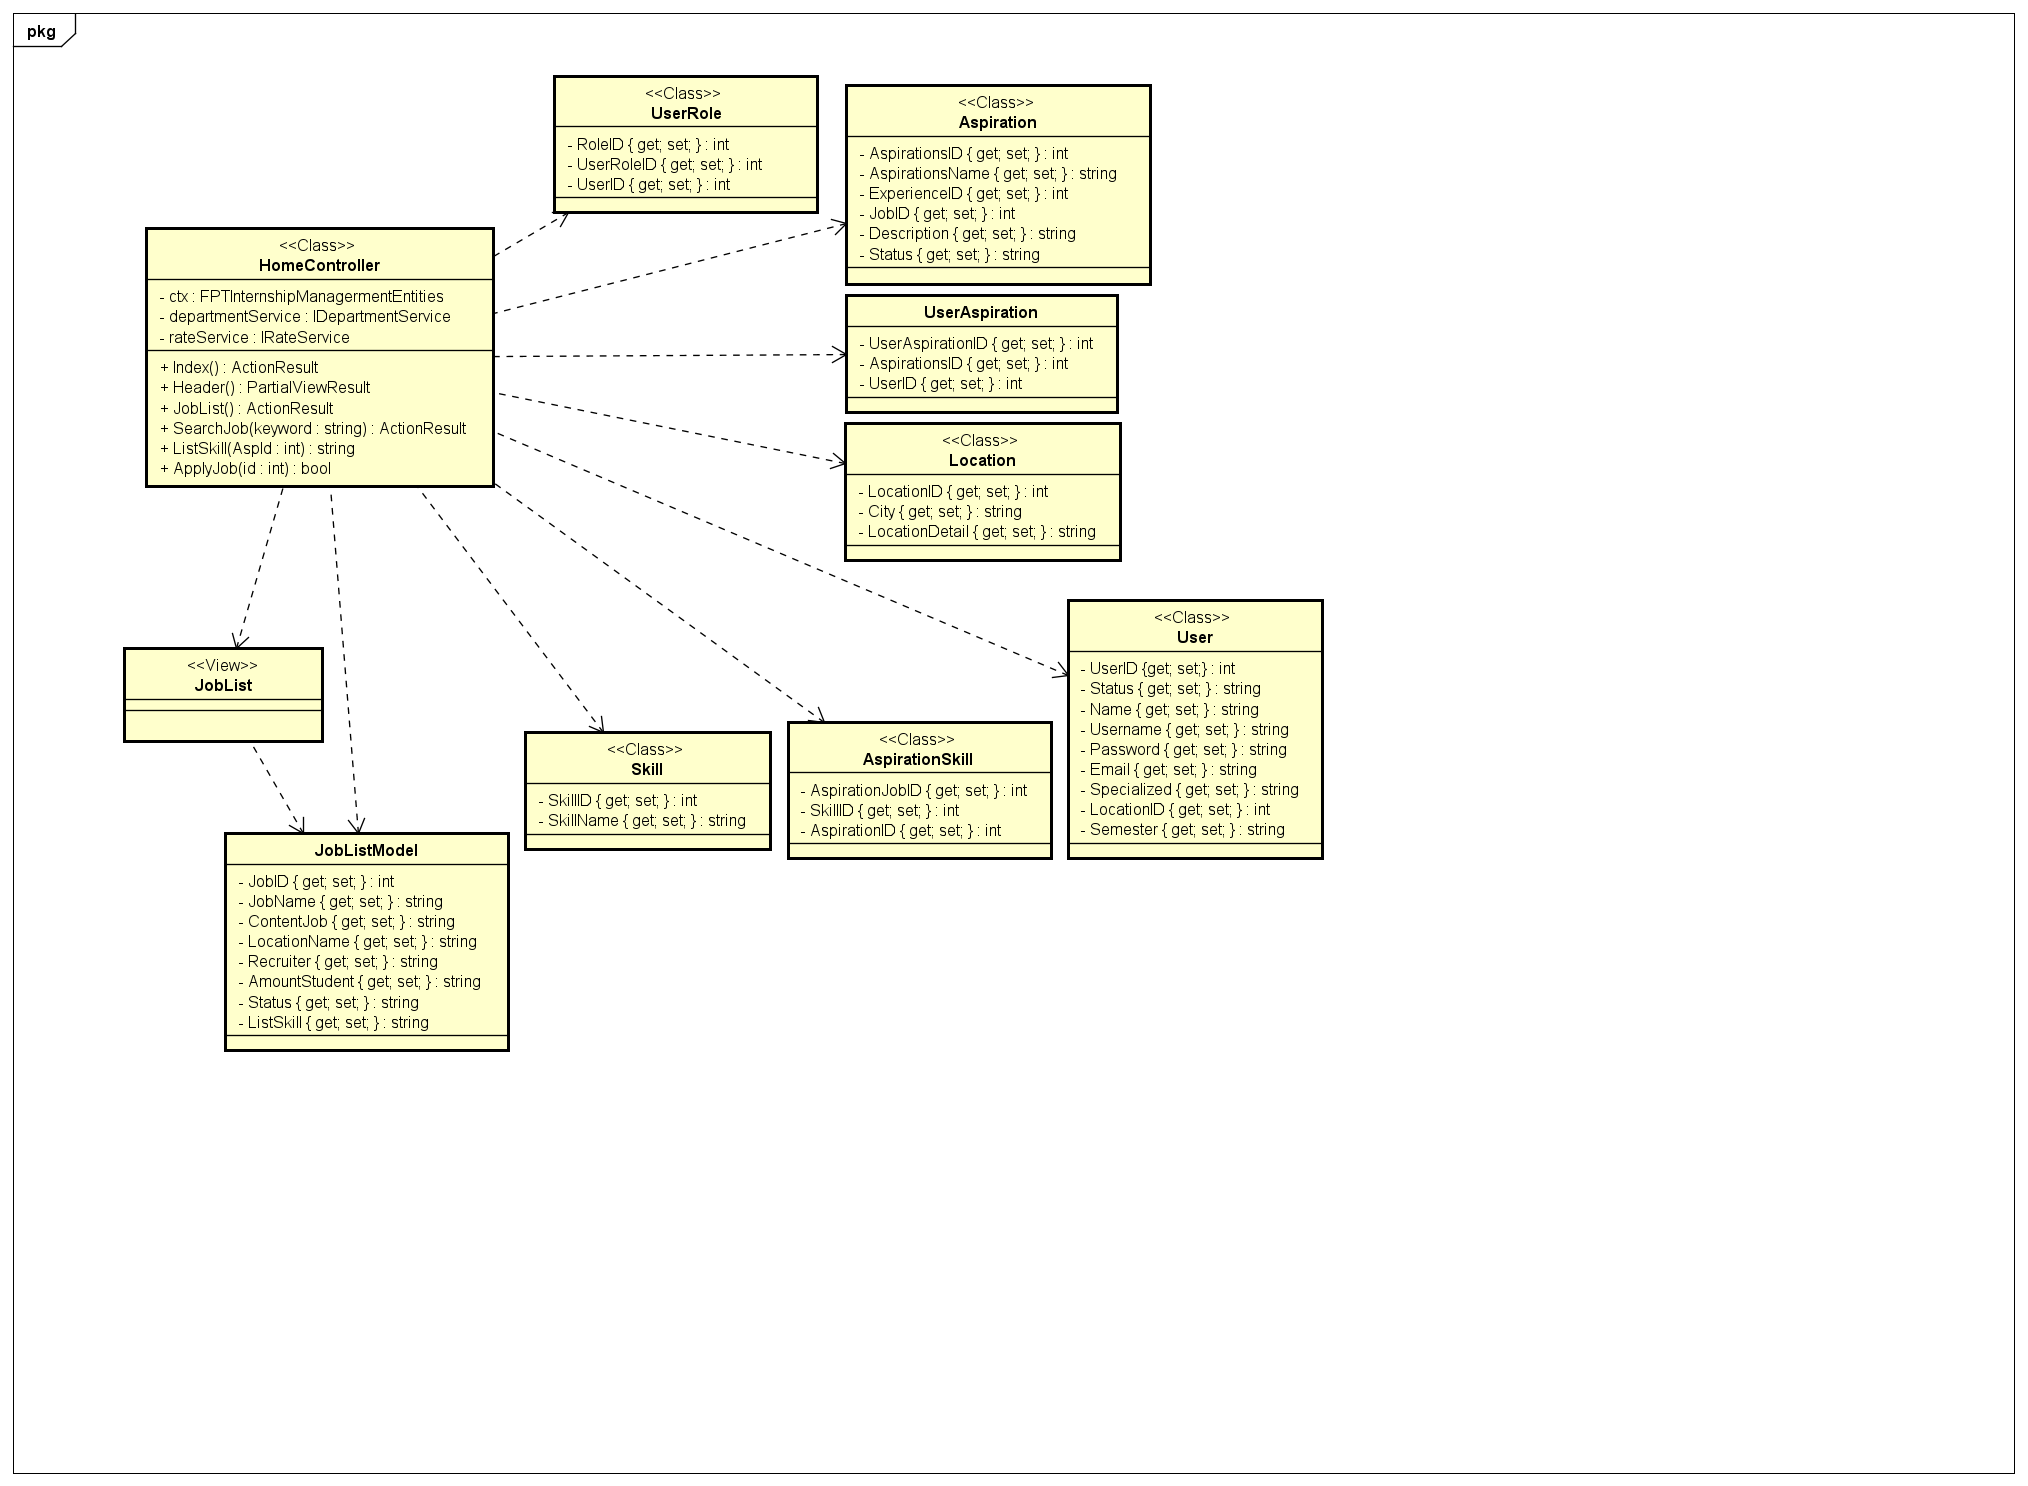 pkg
<<Class>>
UserRole
- RoleID { get; set; } : int
- UserRoleID { get; set; } : int
- UserID { get; set; } : int
<<Class>>
Aspiration
- AspirationsID { get; set; } : int
- AspirationsName { get; set; } : string
- ExperienceID { get; set; } : int
- JobID { get; set; } : int
- Description { get; set; } : string
- Status { get; set; } : string
<<Class>>
HomeController
- ctx : FPTInternshipManagermentEntities
- departmentService : IDepartmentService
- rateService : IRateService
+ Index() : ActionResult
+ Header() : PartialViewResult
+ JobList() : ActionResult
+ SearchJob(keyword : string) : ActionResult
+ ListSkill(AspId : int) : string
+ ApplyJob(id : int) : bool
UserAspiration
- UserAspirationID { get; set; } : int
- AspirationsID { get; set; } : int
- UserID { get; set; } : int
<<Class>>
Location
- LocationID { get; set; } : int
- City { get; set; } : string
- LocationDetail { get; set; } : string
<<Class>>
User
- UserID {get; set;} : int
- Status { get; set; } : string
- Name { get; set; } : string
- Username { get; set; } : string
- Password { get; set; } : string
- Email { get; set; } : string
- Specialized { get; set; } : string
- LocationID { get; set; } : int
- Semester { get; set; } : string
<<View>>
JobList
<<Class>>
Skill
- SkillID { get; set; } : int
- SkillName { get; set; } : string
<<Class>>
AspirationSkill
- AspirationJobID { get; set; } : int
- SkillID { get; set; } : int
- AspirationID { get; set; } : int
JobListModel
- JobID { get; set; } : int
- JobName { get; set; } : string
- ContentJob { get; set; } : string
- LocationName { get; set; } : string
- Recruiter { get; set; } : string
- AmountStudent { get; set; } : string
- Status { get; set; } : string
- ListSkill { get; set; } : string